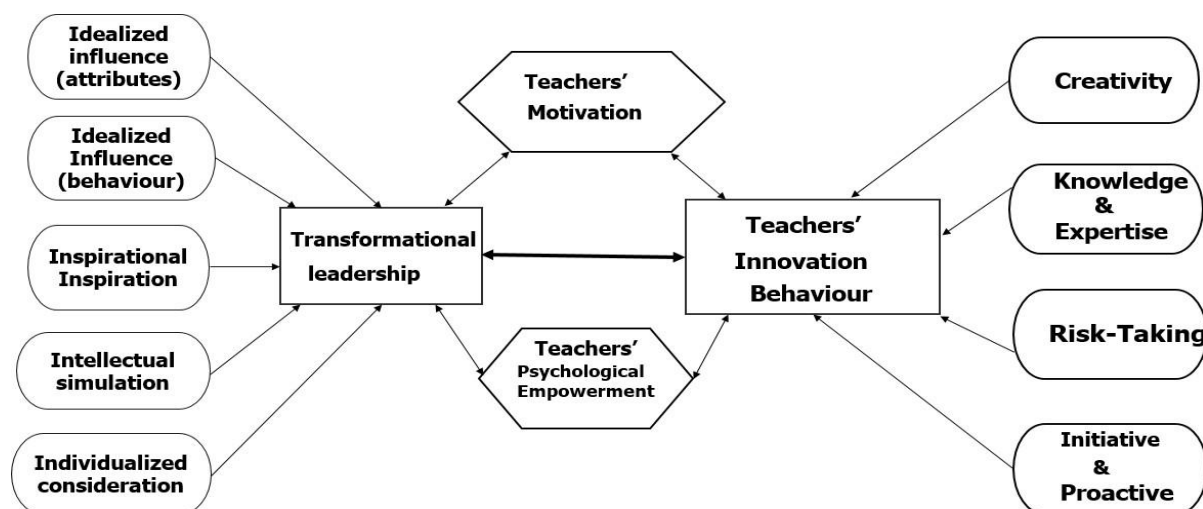 Idealized
influence
(attributes)
Idealized
Influence
(behaviour)
Inspirational
Inspiration
Intellectual
simulation
Individualized
consideration
Transformational
leadership
Teachers’
Motivation
Teachers’
Psychological
Empowerment
Teachers’
Innovation
Behaviour
Creativity
Knowledge
&
Expertise
Risk-Taking
Initiative
&
Proactive